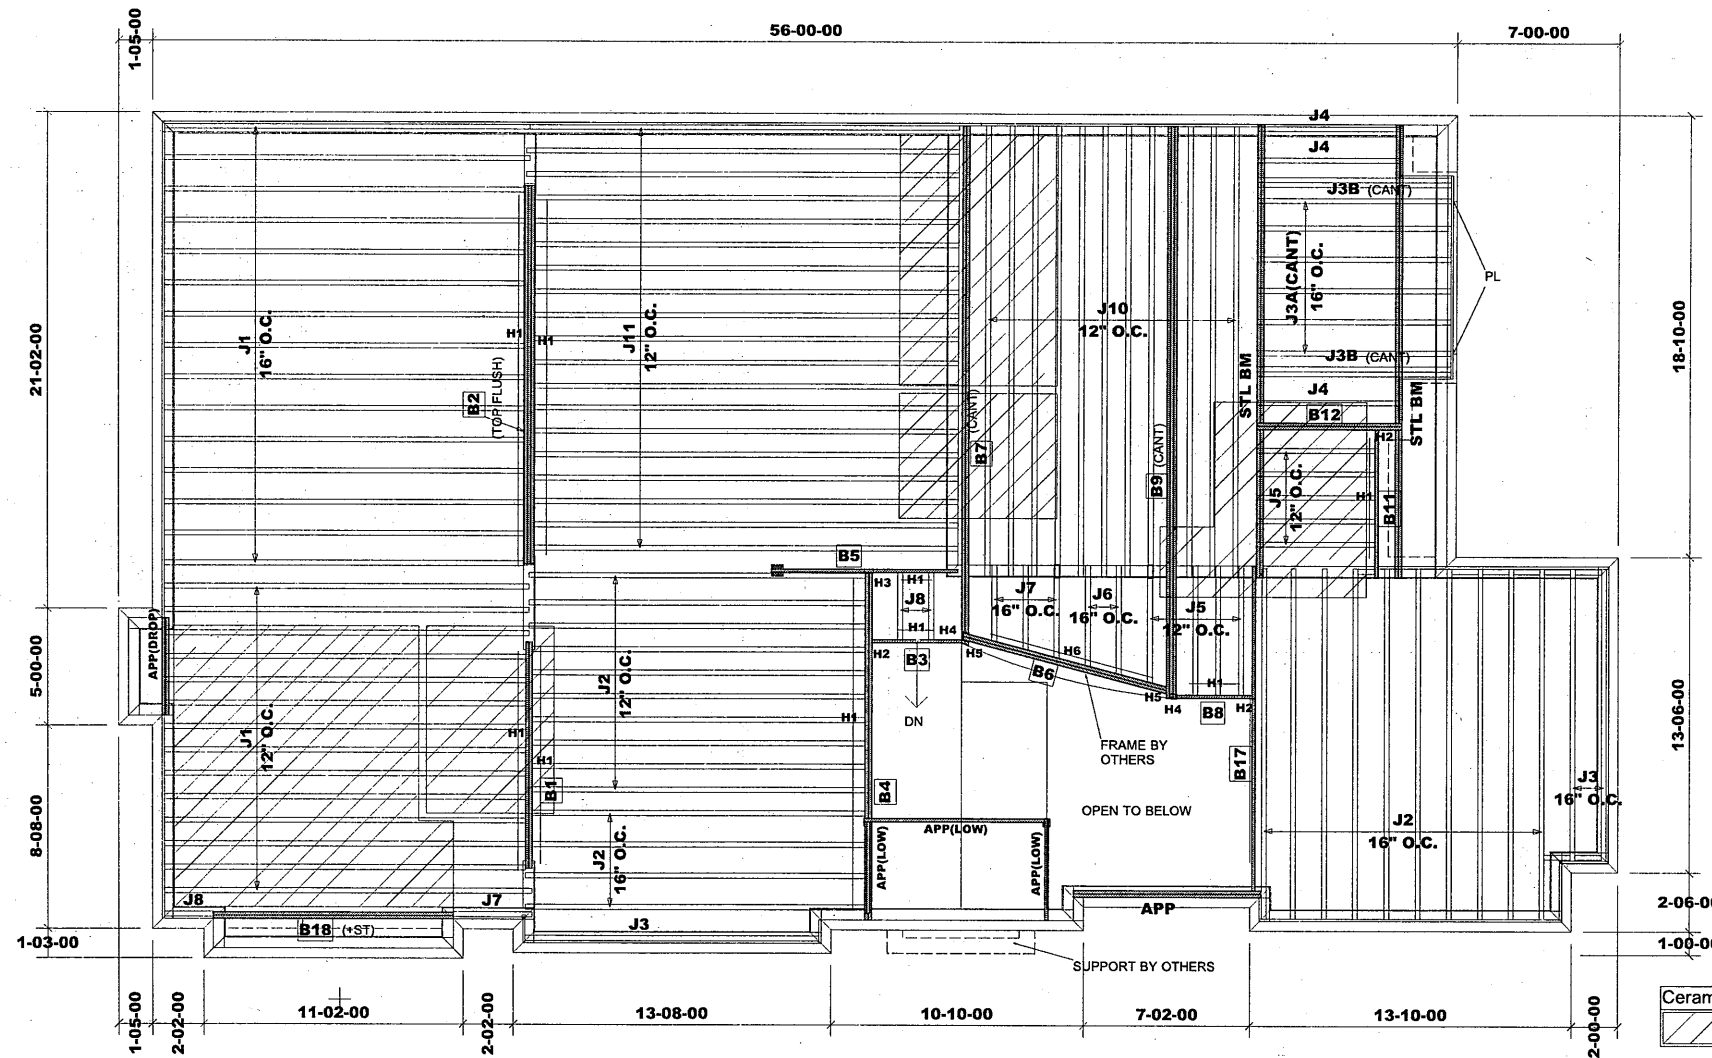 1-05-00
56-00-00
7-00-00
J4
J4
J3B (CANT)
J3A(CANT)
16" O.C.
PL
J3B (CANT)
J4
B12
STL BM
STL BM
H2
21-02-00
18-10-00
J1
16" O.C.
H1
H1
B2
(TOP FLUSH)
J11
12" O.C.
J10
12" O.C.
(CANT)
B7
B9 (CANT)
J5
12" O.C.
H1
B11
B5
H3
H1
J8
H1
H4
J7
16" O.C.
J6
16" O.C.
J5
12" O.C.
H2
B3
H5
H6
B6
H5
H4
H1
B8
H2
DN
APP(DROP)
5-00-00
J1
12" O.C.
H1
H1
B1
J2
12" O.C.
H1
B4
FRAME BY
OTHERS
B17
OPEN TO BELOW
13-06-00
J3
16" O.C.
J2
16" O.C.
8-08-00
J2
16" O.C.
APP(LOW)
APP(LOW)
APP(LOW)
J8
J7
B18 (+ST)
J3
APP
SUPPORT BY OTHERS
2-06-0
1-00-0
1-03-00
Ceram
1-05-00
2-02-00
11-02-00
2-02-00
13-08-00
10-10-00
7-02-00
13-10-00
2-00-00